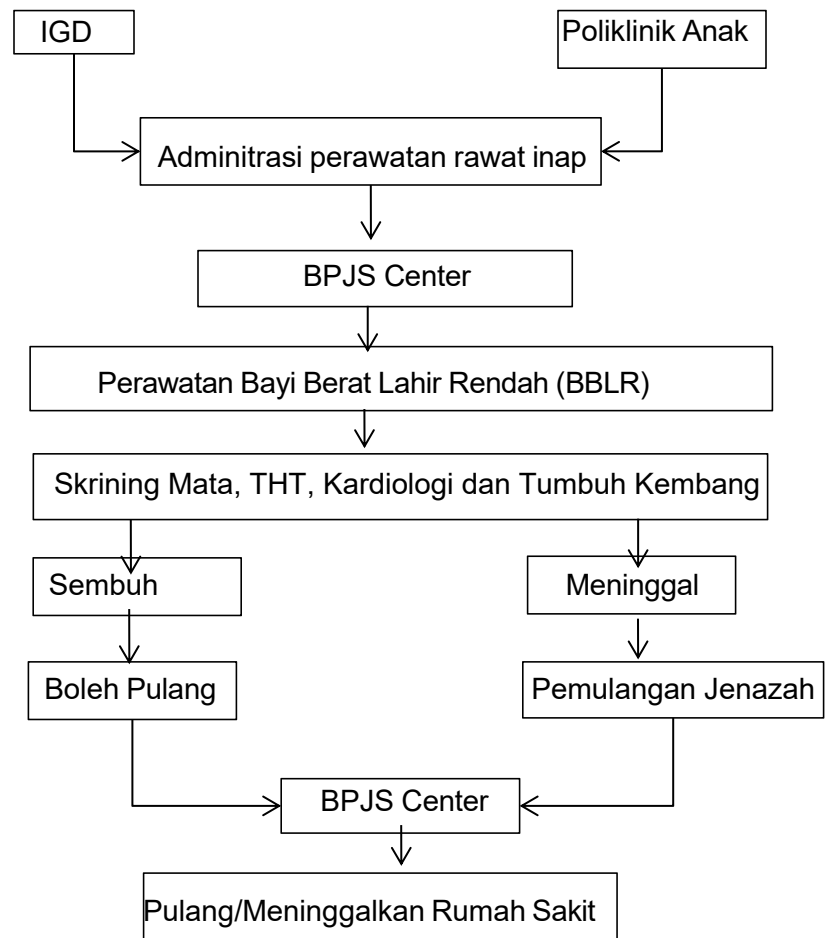 IGD
Poliklinik Anak
Adminitrasi perawatan rawat inap
BPJS Center
Perawatan Bayi Berat Lahir Rendah (BBLR)
Skrining Mata, THT, Kardiologi dan Tumbuh Kembang
Sembuh
Meninggal
Boleh Pulang
Pemulangan Jenazah
BPJS Center
Pulang/Meninggalkan Rumah Sakit